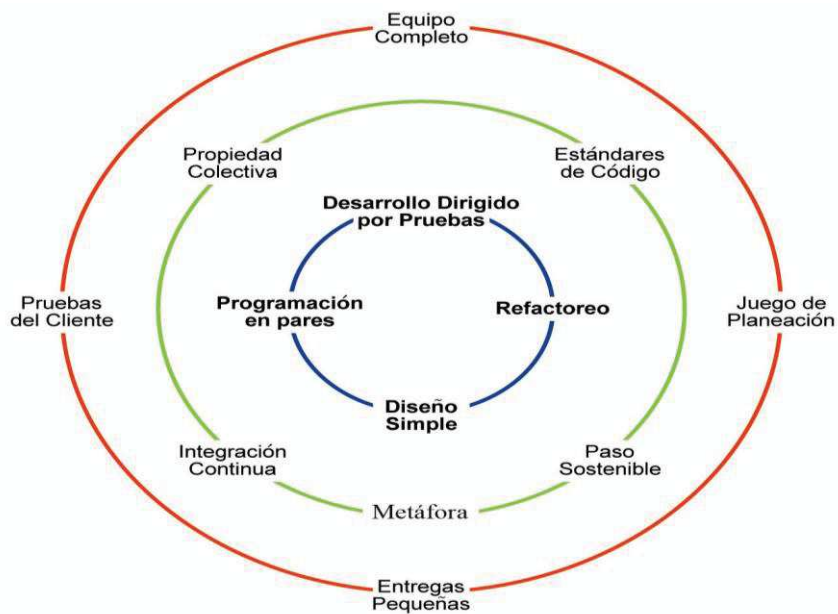 Equipo
Completo
Propiedad
Colectiva
Estándares
de Código
Desarrollo Dirigido
por Pruebas
Pruebas
del Cliente
Programación
en pares
Refactoreo
Juego de
Planeación
Diseño
Simple
Integración
Continua
Paso
Sostenible
Metáfora
Entregas
Pequeñas